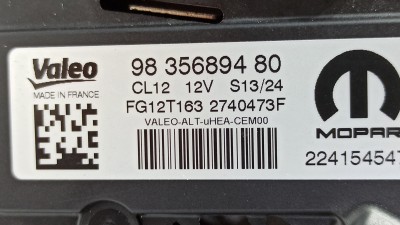 Valeo
MADE IN FRANCE
98 356894 80
CL12 12V S13/24
FG12T163 2740473F
VALEO-ALT-uHEA-CEM00
MOPAR
224154547